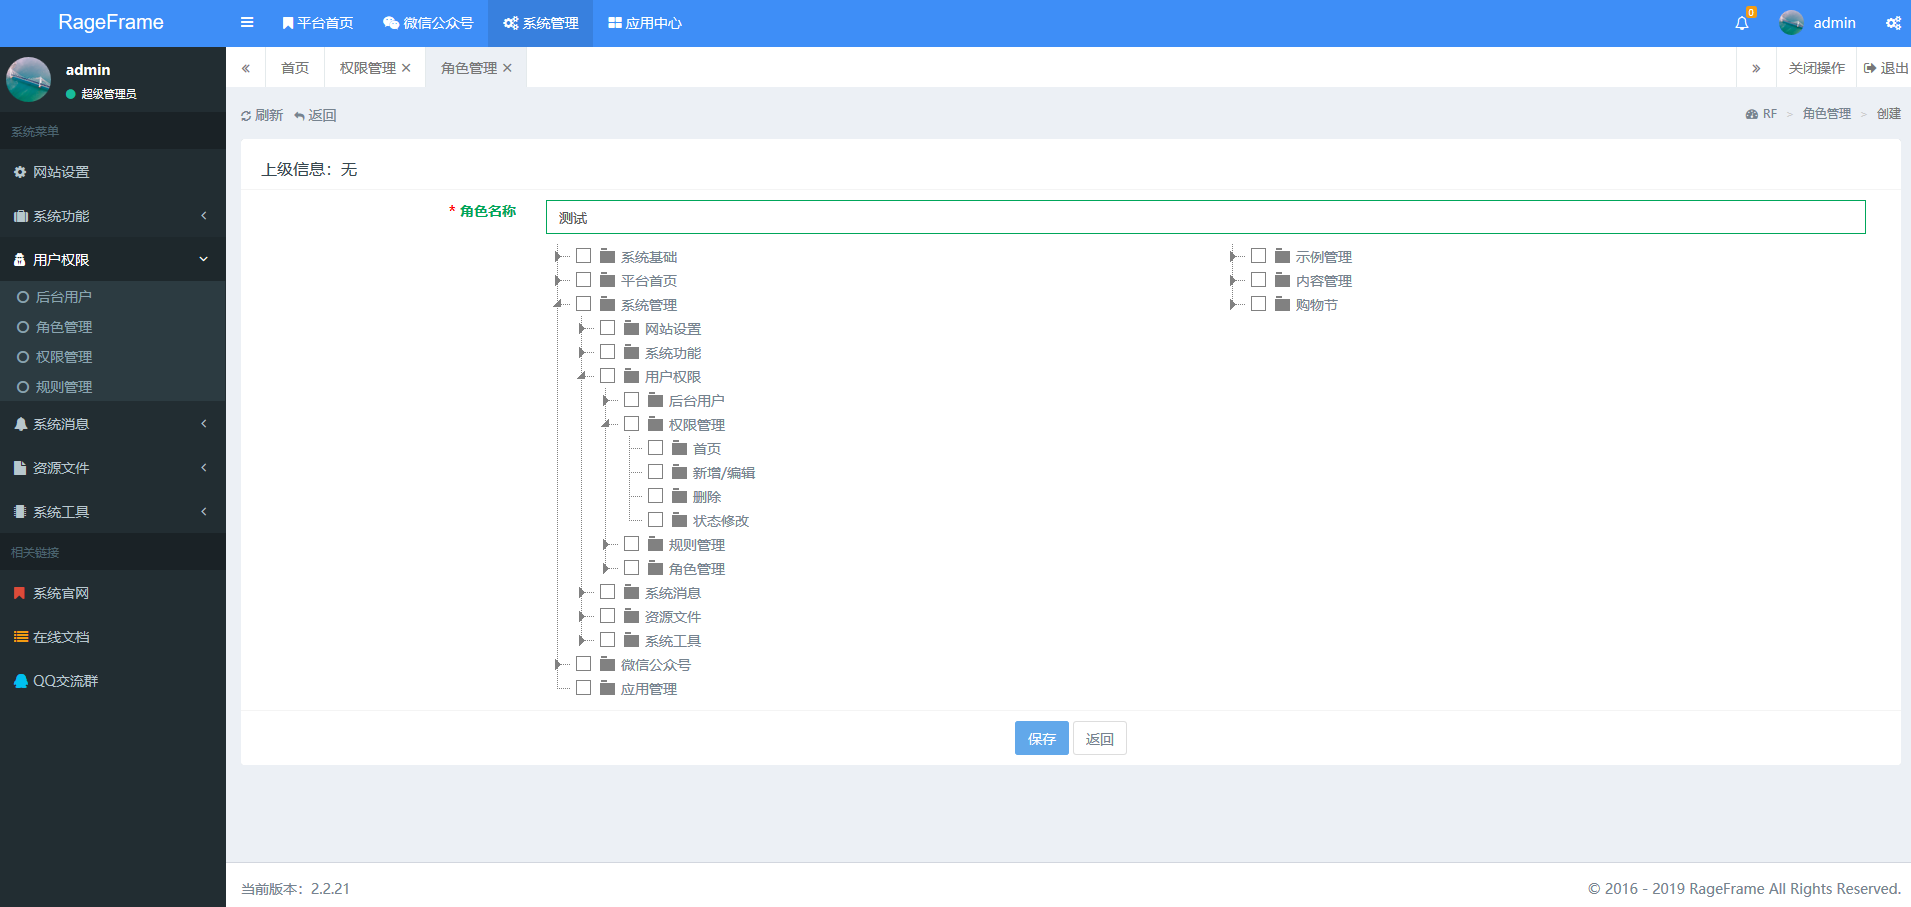 RageFrame
平台首页
微信公众号
系统管理
应用中心
0
admin
admin
超级管理员
系统菜单
网站设置
系统功能
用户权限
后台用户
角色管理
权限管理
规则管理
系统消息
资源文件
系统工具
相关链接
系统官网
在线文档
QQ交流群
首页
权限管理
角色管理
关闭操作
退出
刷新
返回
RF > 角色管理 > 创建
上级信息：无
* 角色名称
测试
系统基础
平台首页
系统管理
网站设置
系统功能
用户权限
后台用户
权限管理
首页
新增/编辑
删除
状态修改
规则管理
角色管理
系统消息
资源文件
系统工具
微信公众号
应用管理
示例管理
内容管理
购物节
保存
返回
当前版本：2.2.21
© 2016 - 2019 RageFrame All Rights Reserved.